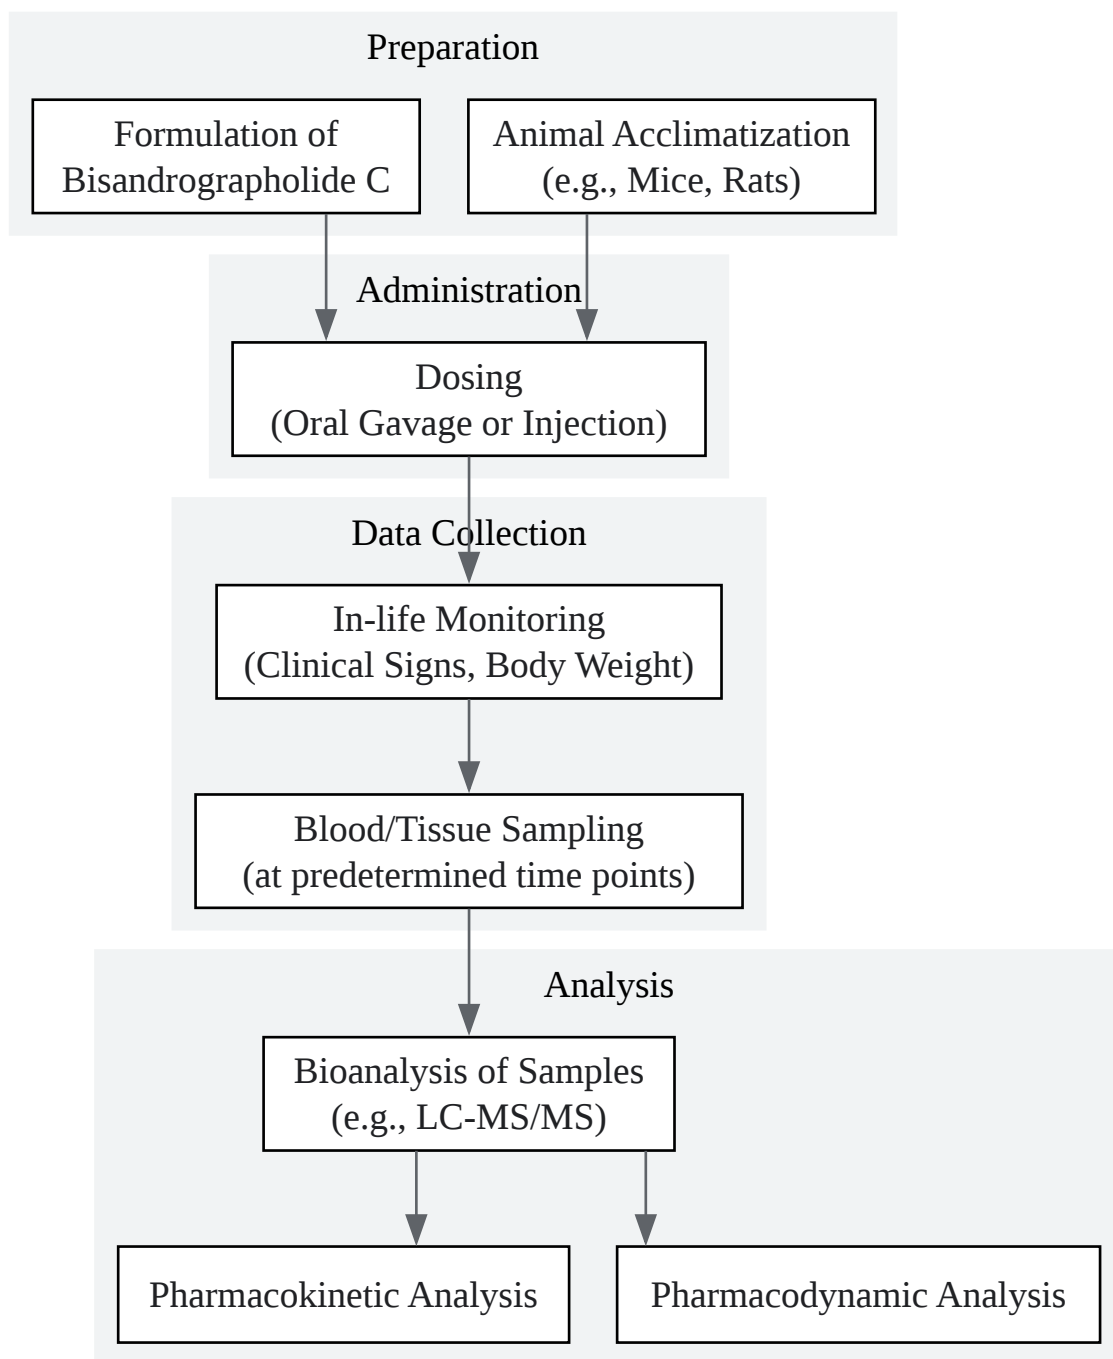 Preparation
Formulation of
Bisandrographolide C
Animal Acclimatization
(e.g., Mice, Rats)
Administration
Dosing
(Oral Gavage or Injection)
Data Collection
In-life Monitoring
(Clinical Signs, Body Weight)
Blood/Tissue Sampling
(at predetermined time points)
Analysis
Bioanalysis of Samples
(e.g., LC-MS/MS)
Pharmacokinetic Analysis
Pharmacodynamic Analysis